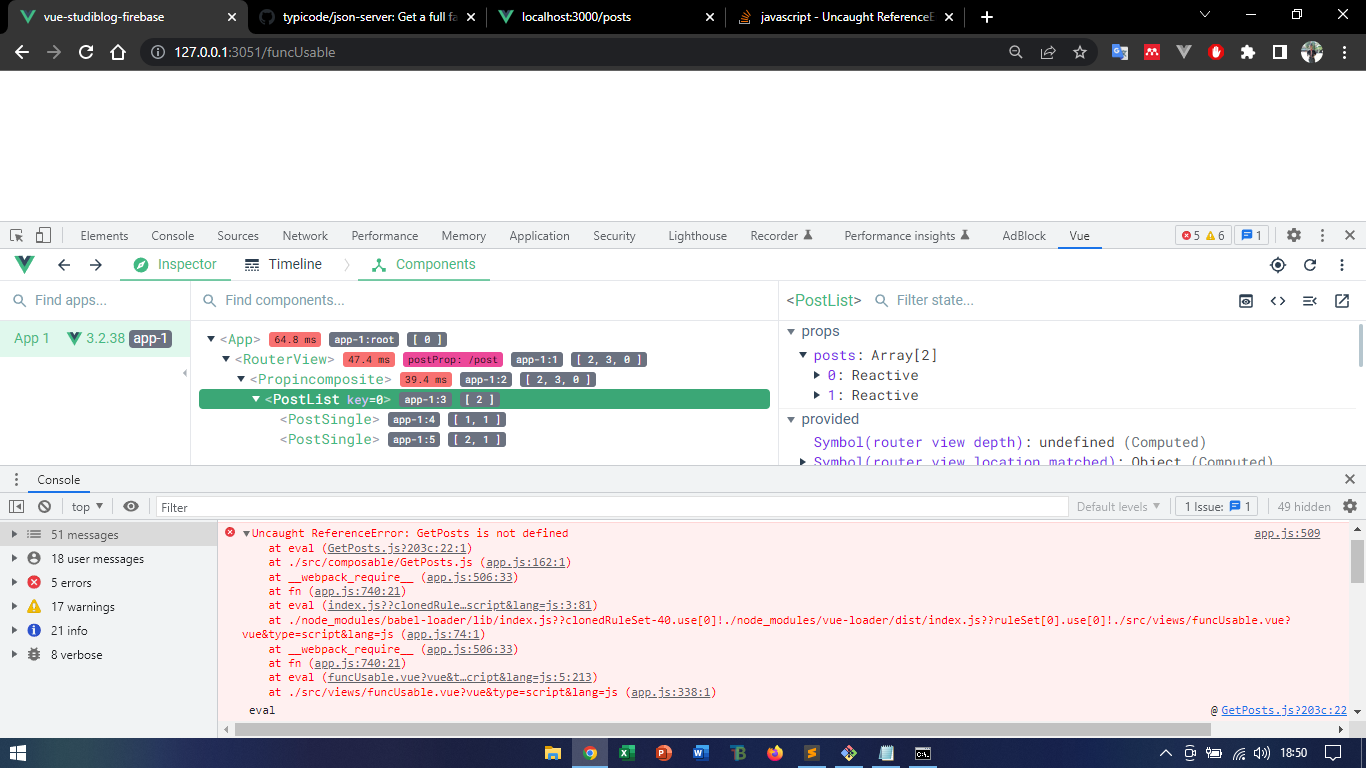 vue-studiblog-firebase
typicode/json-server: Get a full fa
localhost:3000/posts
javascript - Uncaught ReferenceE
127.0.0.1:3051/funcUsable
Elements Console Sources Network Performance Memory Application Security Lighthouse Recorder Performance insights AdBlock Vue 5 6 1
Inspector Timeline Components
Find apps... Find components... <PostList> Filter state...
App 1 3.2.38 app-1
<App> 64.8 ms app-1:root [ 0 ]
<RouterView> 47.4 ms postProp: /post app-1:1 [ 2, 3, 0 ]
<Propincomposite> 39.4 ms app-1:2 [ 2, 3, 0 ]
<PostList key=0> app-1:3 [ 2 ]
<PostSingle> app-1:4 [ 1, 1 ]
<PostSingle> app-1:5 [ 2, 1 ]
props
posts: Array[2]
0: Reactive
1: Reactive
provided
Symbol(router view depth): undefined (Computed)
Symbol(router view location matched): Object (Computed)
Console
top Filter Default levels 1 Issue: 1 49 hidden
51 messages
18 user messages
5 errors
17 warnings
21 info
8 verbose
Uncaught ReferenceError: GetPosts is not defined app.js:509
at eval (GetPosts.js?203c:22:1)
at ./src/composable/GetPosts.js (app.js:162:1)
at __webpack_require__ (app.js:506:33)
at fn (app.js:740:21)
at eval (index.js??clonedRule…script&lang=js:3:81)
at ./node_modules/babel-loader/lib/index.js??clonedRuleSet-40.use[0]!./node_modules/vue-loader/dist/index.js??ruleSet[0].use[0]!./src/views/funcUsable.vue?
vue&type=script&lang=js (app.js:74:1)
at __webpack_require__ (app.js:506:33)
at fn (app.js:740:21)
at eval (funcUsable.vue?vue&t…cript&lang=js:5:213)
at ./src/views/funcUsable.vue?vue&type=script&lang=js (app.js:338:1)
eval @ GetPosts.js?203c:22
18:50